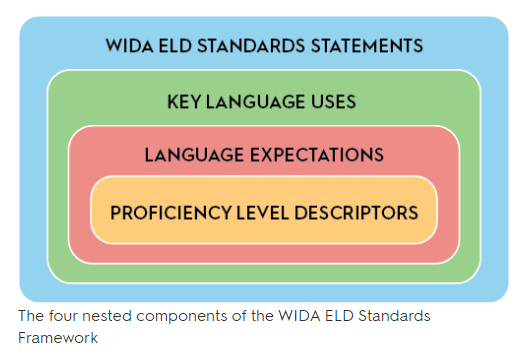 WIDA ELD STANDARDS STATEMENTS
KEY LANGUAGE USES
LANGUAGE EXPECTATIONS
PROFICIENCY LEVEL DESCRIPTORS
The four nested components of the WIDA ELD Standards
Framework